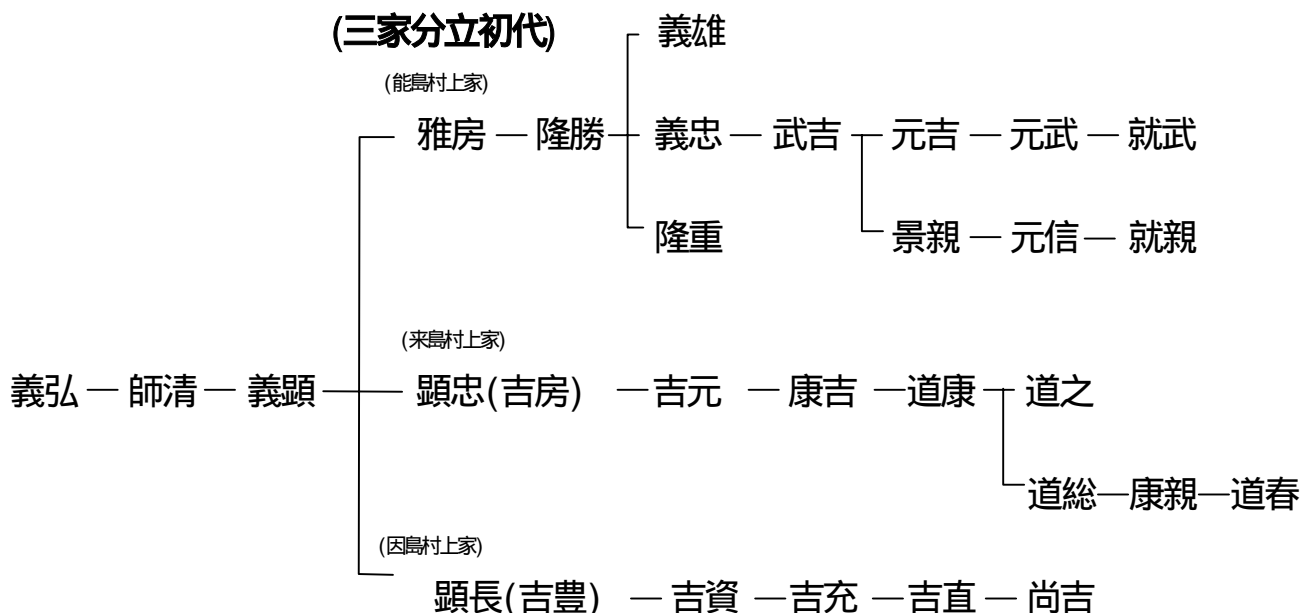 (三家分立初代)
義雄
(能島村上家)
雅房 — 隆勝 義忠 — 武吉 元吉 — 元武 — 就武
隆重 景親 — 元信 — 就親
(来島村上家)
義弘 — 師清 — 義顕 顕忠(吉房) — 吉元 — 康吉 — 道康 道之
道総 — 康親 — 道春
(因島村上家)
顕長(吉豊) — 吉資 — 吉充 — 吉直 — 尚吉